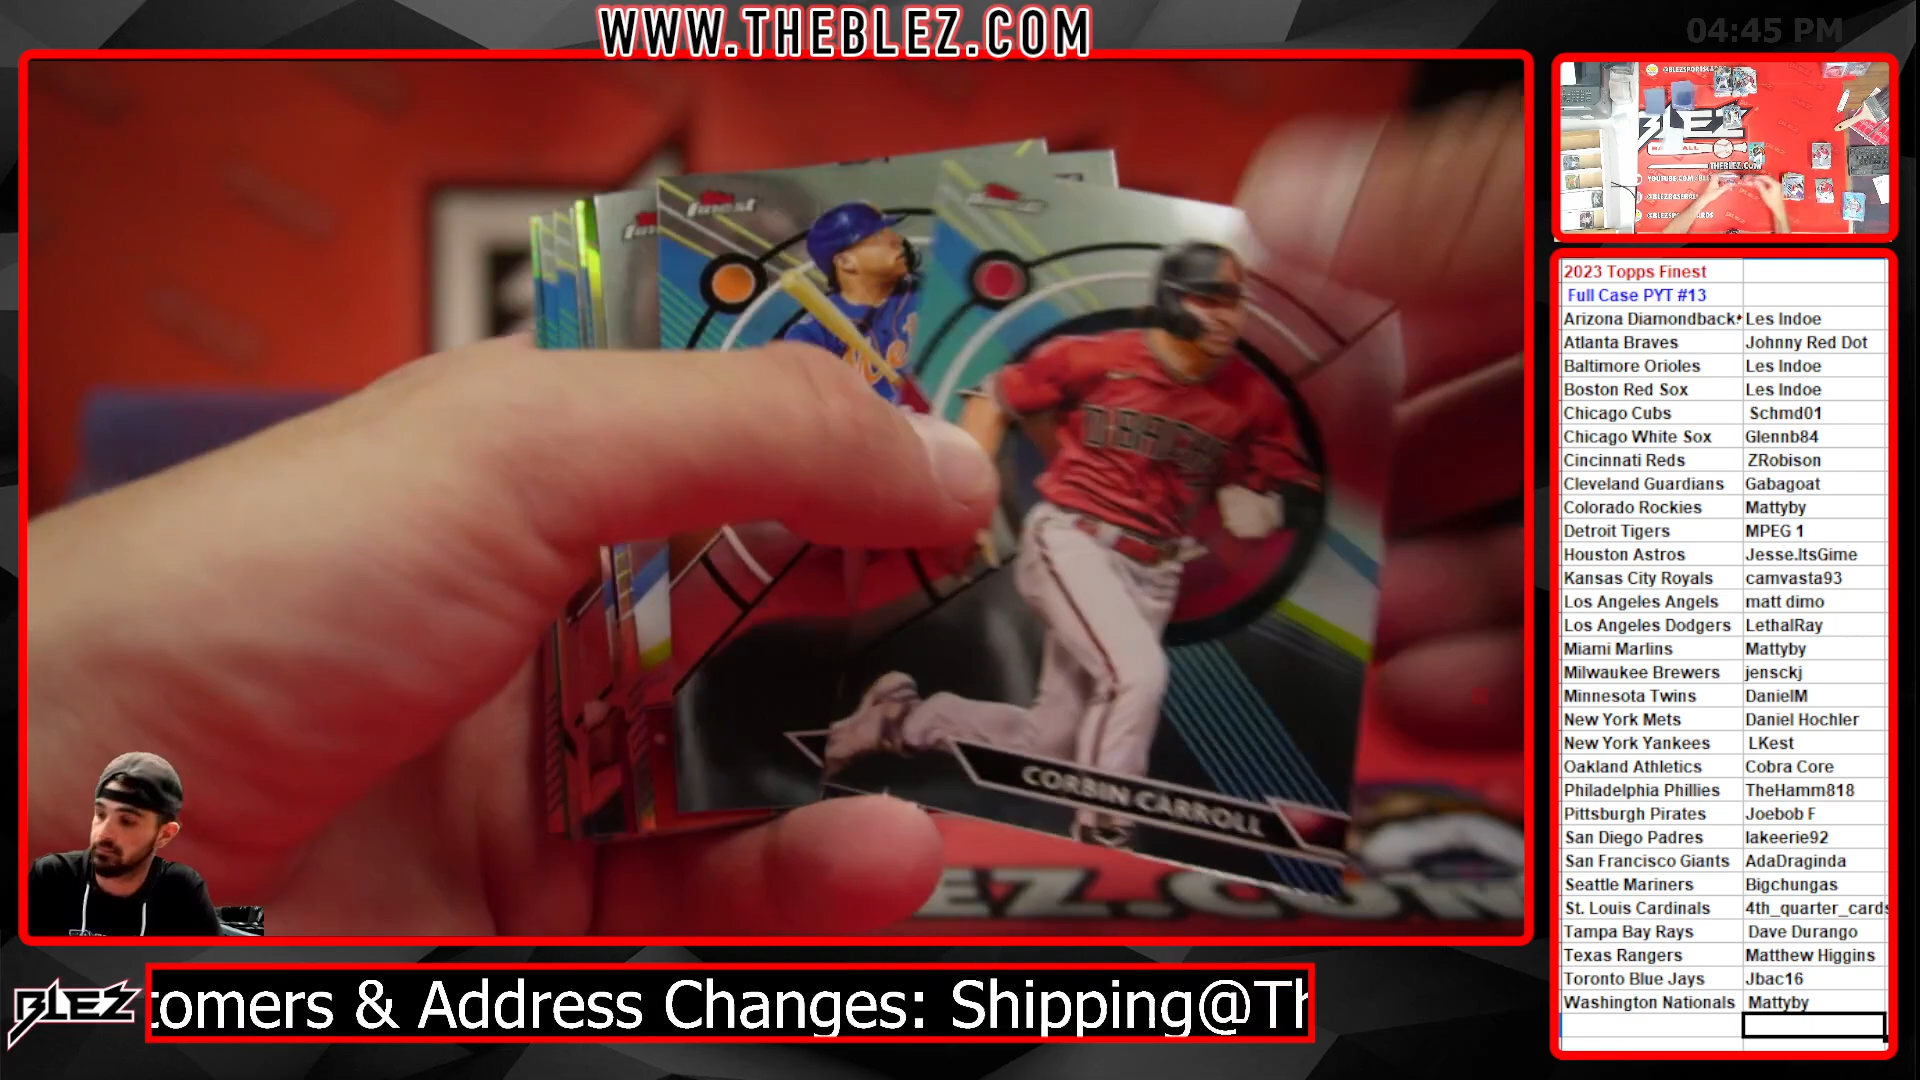 WWW.THEBLEZ.COM
04:45 PM
finest
D-BACKS
CORBIN CARROLL
EZ.COM
BLEZ
THEBLEZ.COM
2023 Topps Finest
Full Case PYT #13
Arizona Diamondback Les Indoe
Atlanta Braves Johnny Red Dot
Baltimore Orioles Les Indoe
Boston Red Sox Les Indoe
Chicago Cubs Schmd01
Chicago White Sox Glennb84
Cincinnati Reds ZRobison
Cleveland Guardians Gabagoat
Colorado Rockies Mattyby
Detroit Tigers MPEG 1
Houston Astros Jesse.ItsGime
Kansas City Royals camvasta93
Los Angeles Angels matt dimo
Los Angeles Dodgers LethalRay
Miami Marlins Mattyby
Milwaukee Brewers jensckj
Minnesota Twins DanielM
New York Mets Daniel Hochler
New York Yankees LKest
Oakland Athletics Cobra Core
Philadelphia Phillies TheHamm818
Pittsburgh Pirates Joebob F
San Diego Padres lakeerie92
San Francisco Giants AdaDraginda
Seattle Mariners Bigchungas
St. Louis Cardinals 4th_quarter_cards
Tampa Bay Rays Dave Durango
Texas Rangers Matthew Higgins
Toronto Blue Jays Jbac16
Washington Nationals Mattyby
BLEZ
tomers & Address Changes: Shipping@Th